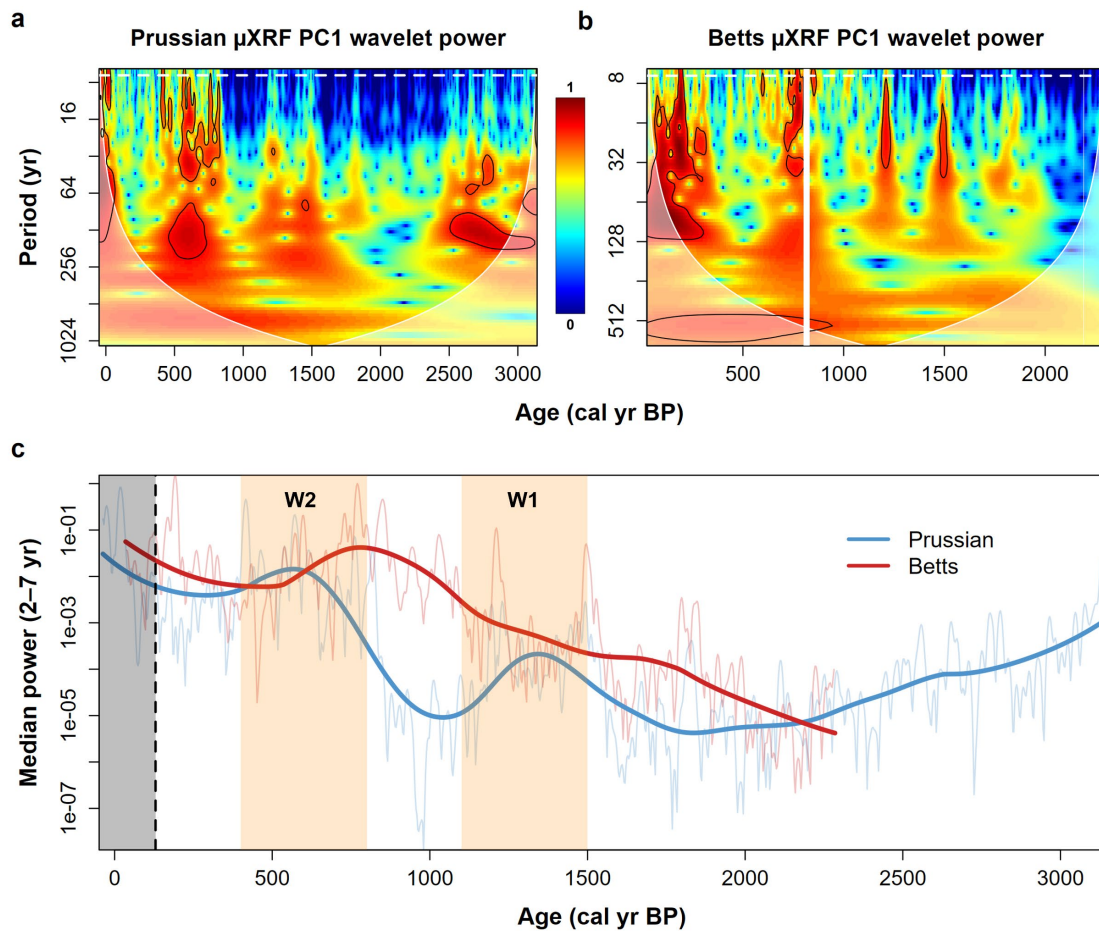 a
Prussian µXRF PC1 wavelet power
16
64
256
1024
Period (yr)
0
500
1000
1500
2000
2500
3000
1
0
b
Betts µXRF PC1 wavelet power
8
32
128
512
500
1000
1500
2000
Age (cal yr BP)
c
W2
W1
Prussian
Betts
Median power (2–7 yr)
1e-01
1e-03
1e-05
1e-07
0
500
1000
1500
2000
2500
3000
Age (cal yr BP)